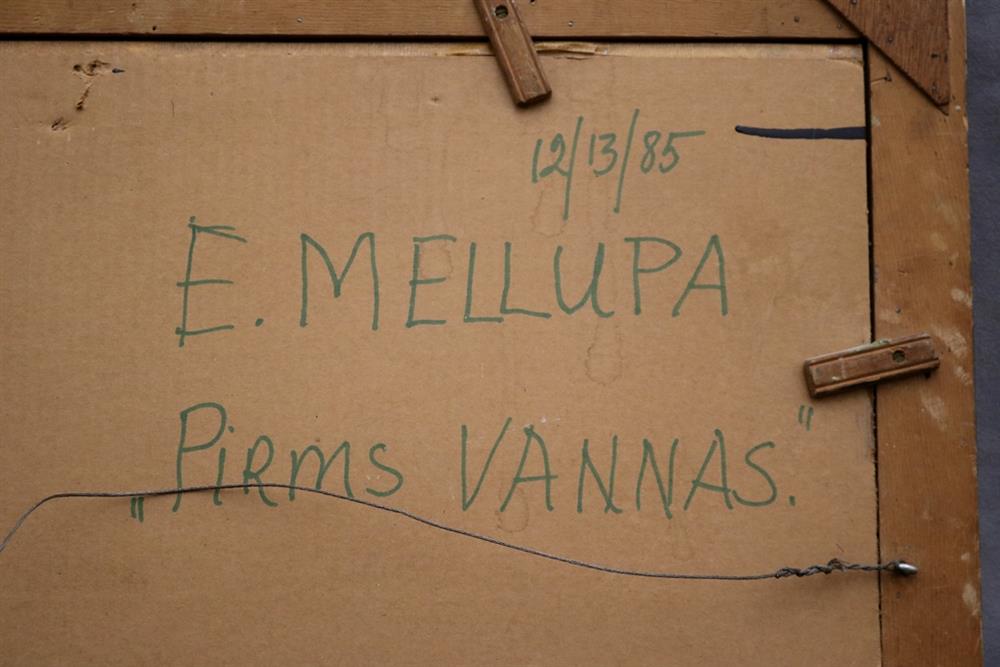 12/13/85
E. MELLUPA
„PiRms VANNAS."